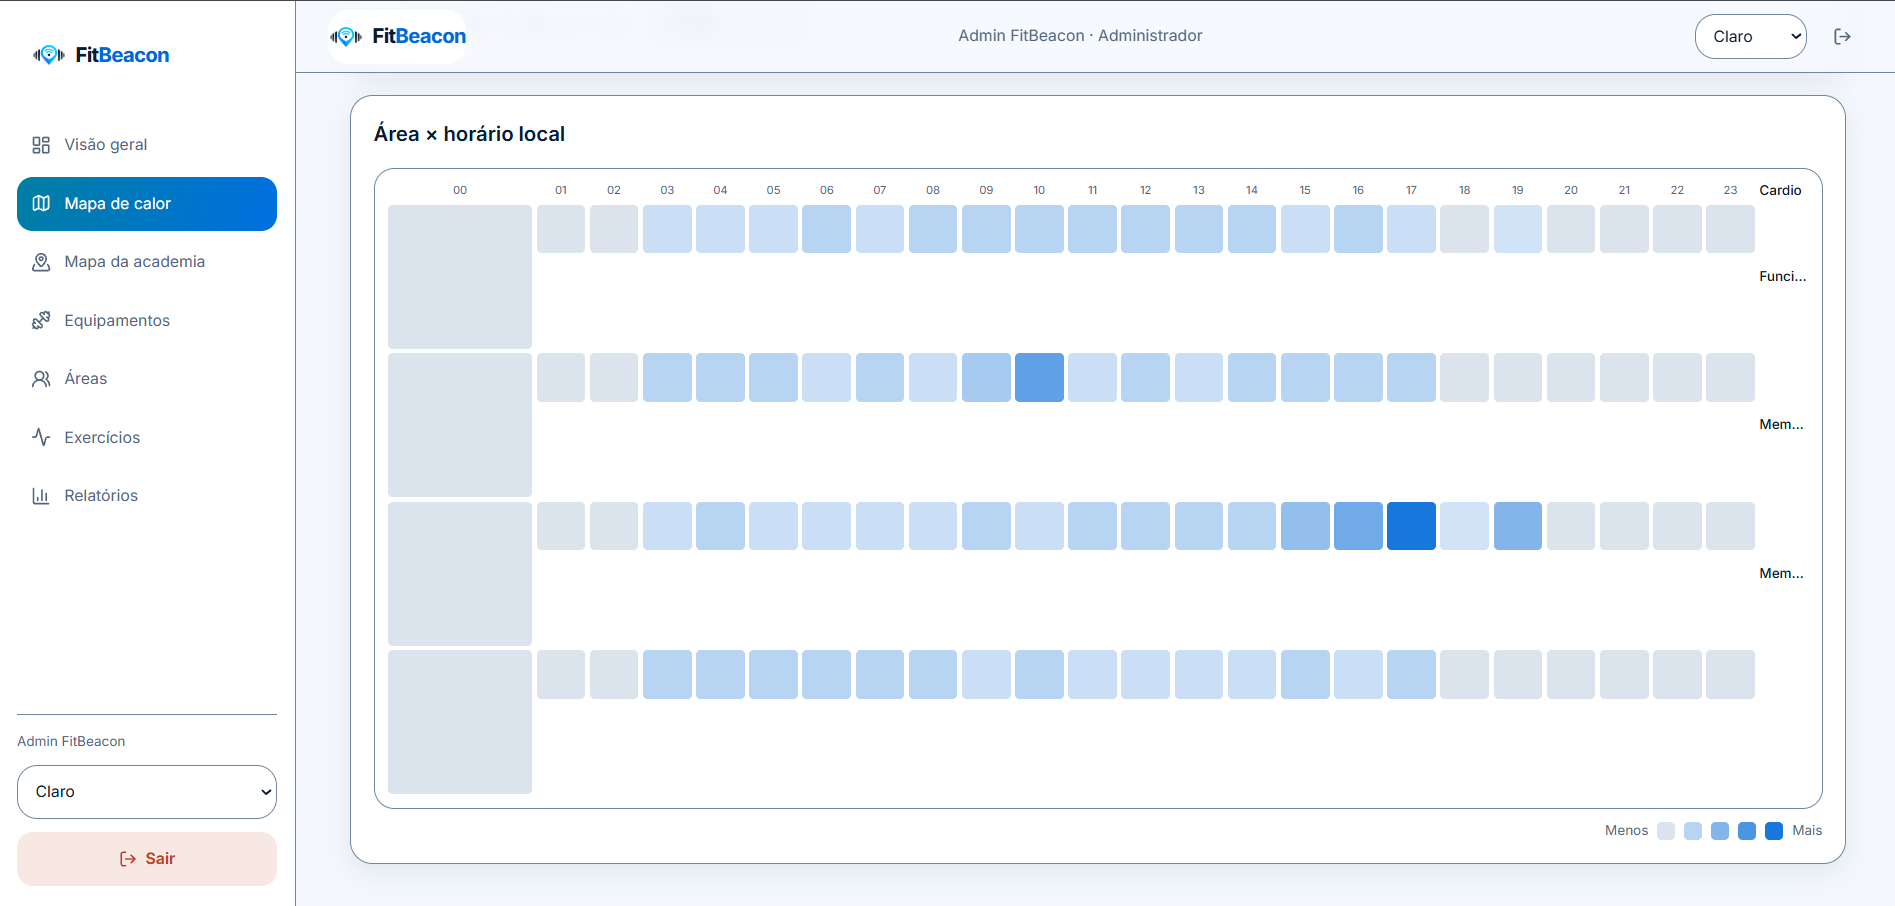 FitBeacon
Visão geral
Mapa de calor
Mapa da academia
Equipamentos
Áreas
Exercícios
Relatórios
Admin FitBeacon
Claro
Sair
FitBeacon
Admin FitBeacon · Administrador
Claro
Área × horário local
00 01 02 03 04 05 06 07 08 09 10 11 12 13 14 15 16 17 18 19 20 21 22 23 Cardio
Funci...
Mem...
Mem...
Menos Mais